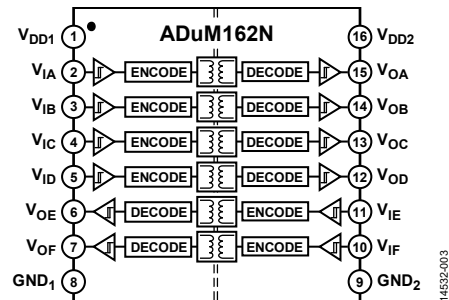 ADuM162N
VDD1 1 16 VDD2
VIA 2 ENCODE DECODE 15 VOA
VIB 3 ENCODE DECODE 14 VOB
VIC 4 ENCODE DECODE 13 VOC
VID 5 ENCODE DECODE 12 VOD
VOE 6 DECODE ENCODE 11 VIE
VOF 7 DECODE ENCODE 10 VIF
GND1 8 9 GND2
14532-003